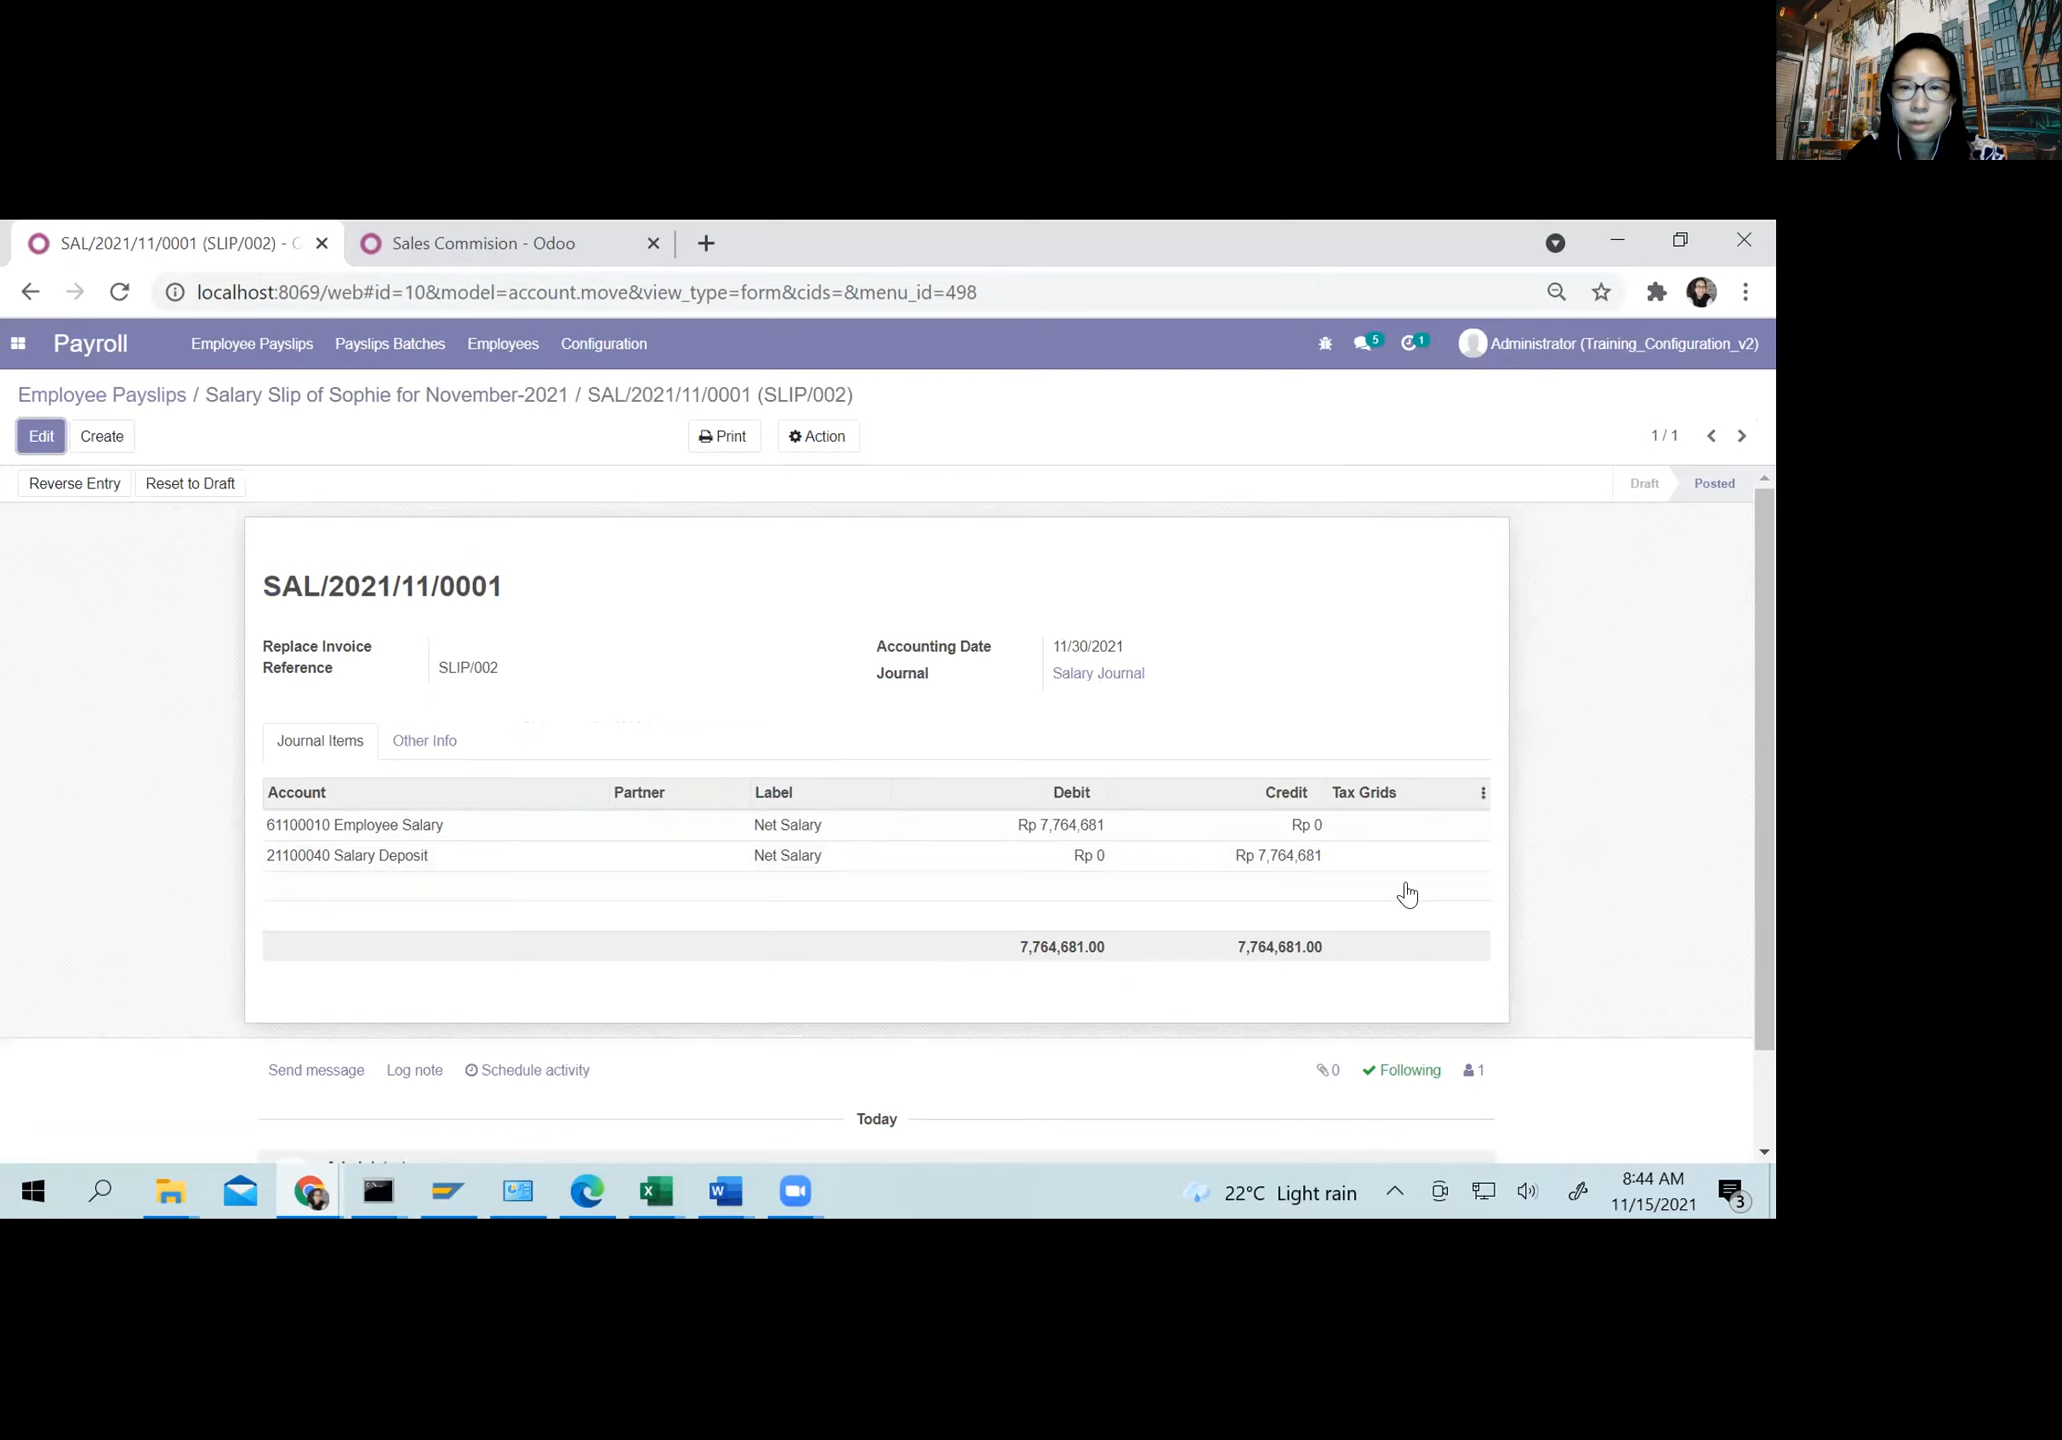 SAL/2021/11/0001 (SLIP/002) - Sales Commision - Odoo
localhost:8069/web#id=10&model=account.move&view_type=form&cids=&menu_id=498
Payroll Employee Payslips Payslips Batches Employees Configuration 5 1 Administrator (Training_Configuration_v2)
Employee Payslips / Salary Slip of Sophie for November-2021 / SAL/2021/11/0001 (SLIP/002)
Edit Create Print Action 1 / 1
Reverse Entry Reset to Draft Draft Posted
SAL/2021/11/0001
Replace Invoice Accounting Date 11/30/2021
Reference SLIP/002 Journal Salary Journal
Journal Items Other Info
Account Partner Label Debit Credit Tax Grids
61100010 Employee Salary Net Salary Rp 7,764,681 Rp 0
21100040 Salary Deposit Net Salary Rp 0 Rp 7,764,681
7,764,681.00 7,764,681.00
Send message Log note Schedule activity 0 Following 1
Today
22°C Light rain 8:44 AM
11/15/2021 3